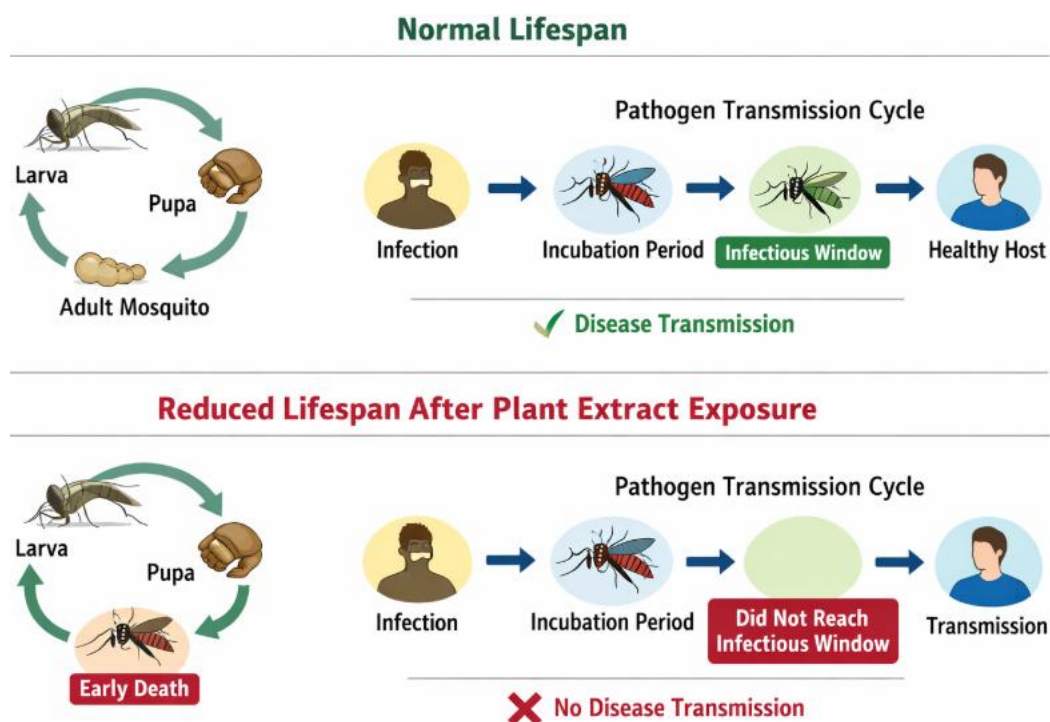 Normal Lifespan
Pathogen Transmission Cycle
Larva
Pupa
Adult Mosquito
Infection
Incubation Period
Infectious Window
Healthy Host
Disease Transmission
Reduced Lifespan After Plant Extract Exposure
Pathogen Transmission Cycle
Larva
Pupa
Early Death
Infection
Incubation Period
Did Not Reach
Infectious Window
Transmission
No Disease Transmission